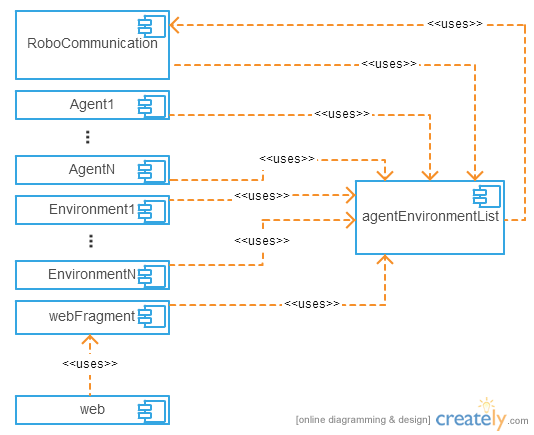 <<uses>>
RoboCommunication
<<uses>>
Agent1
<<uses>>
AgentN
<<uses>>
Environment1
<<uses>>
agentEnvironmentList
<<uses>>
EnvironmentN
webFragment
<<uses>>
<<uses>>
web
[online diagramming & design] creately.com